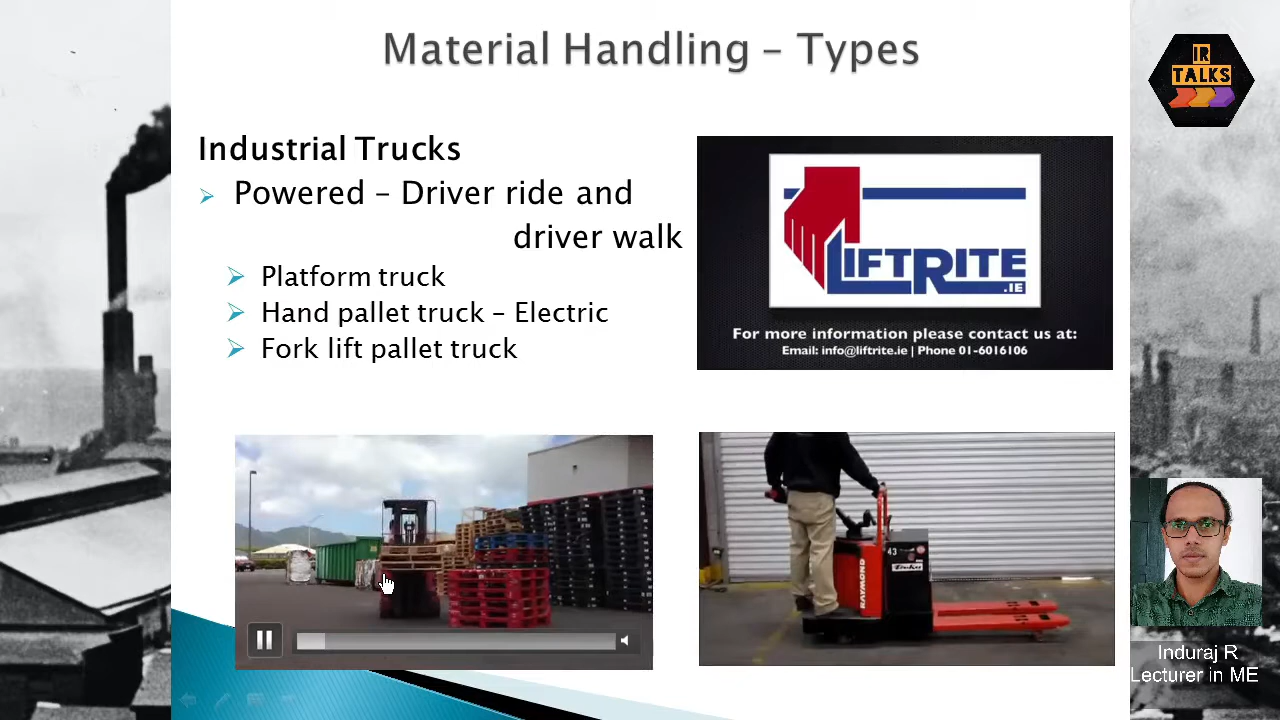 Material Handling – Types
IR
TALKS
Industrial Trucks
Powered – Driver ride and
driver walk
Platform truck
Hand pallet truck – Electric
Fork lift pallet truck
LIFTRITE
.IE
For more information please contact us at:
Email: info@liftrite.ie | Phone 01-6016106
43
RAYMOND
Induraj R
Lecturer in ME